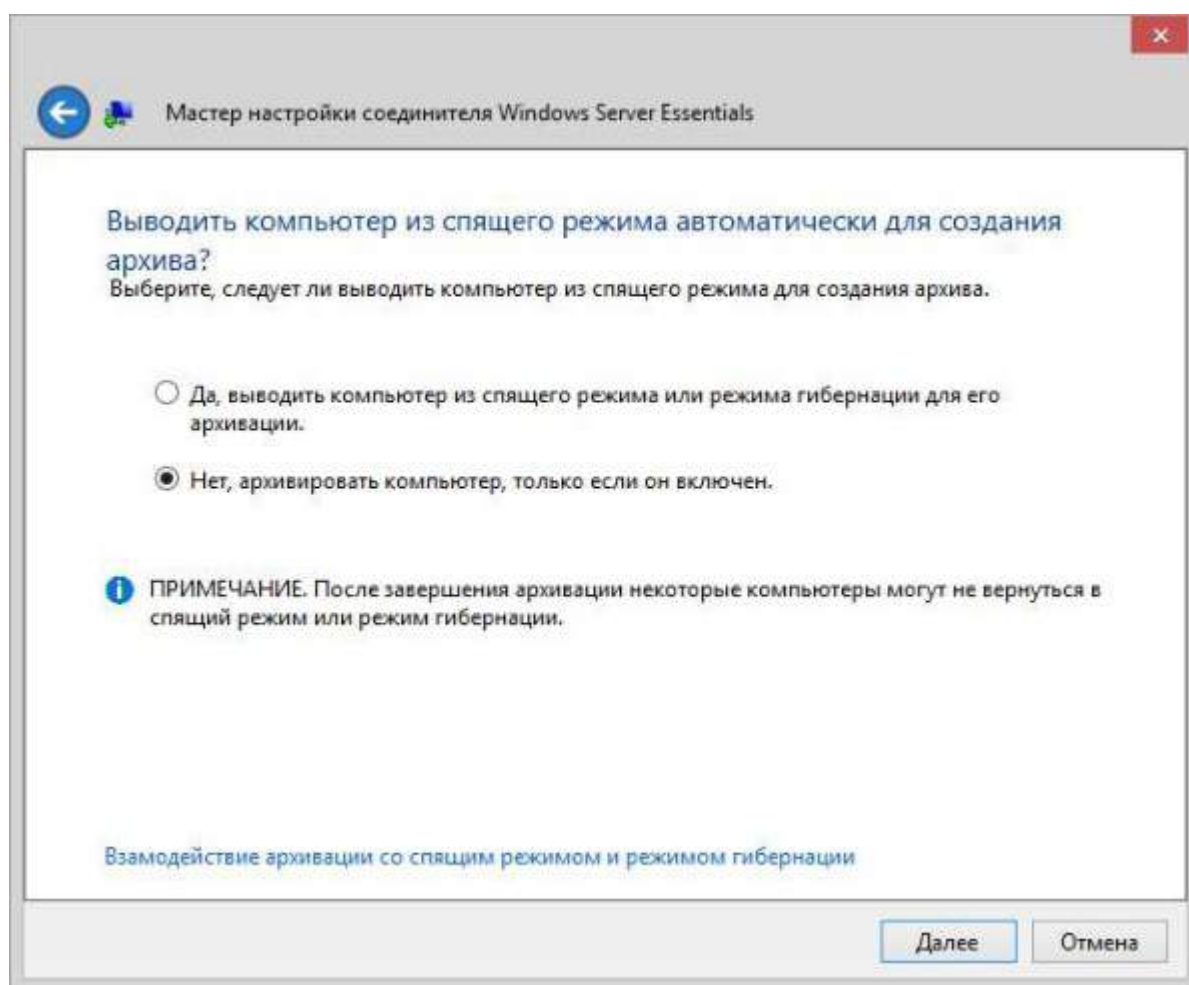 Мастер настройки соединителя Windows Server Essentials
Выводить компьютер из спящего режима автоматически для создания
архива?
Выберите, следует ли выводить компьютер из спящего режима для создания архива.
Да, выводить компьютер из спящего режима или режима гибернации для его
архивации.
Нет, архивировать компьютер, только если он включен.
ПРИМЕЧАНИЕ. После завершения архивации некоторые компьютеры могут не вернуться в
спящий режим или режим гибернации.
Взамодействие архивации со спящим режимом и режимом гибернации
Далее
Отмена